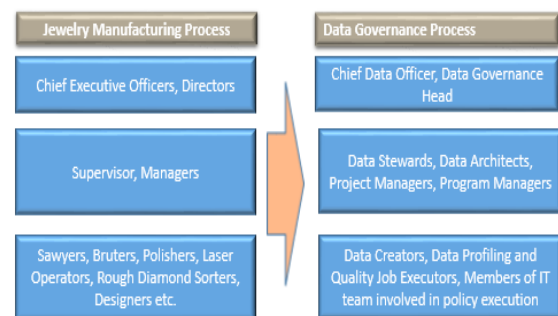 Jewelry Manufacturing Process
Chief Executive Officers, Directors
Supervisor, Managers
Sawyers, Bruters, Polishers, Laser
Operators, Rough Diamond Sorters,
Designers etc.
Data Governance Process
Chief Data Officer, Data Governance
Head
Data Stewards, Data Architects,
Project Managers, Program Managers
Data Creators, Data Profiling and
Quality Job Executors, Members of IT
team involved in policy execution